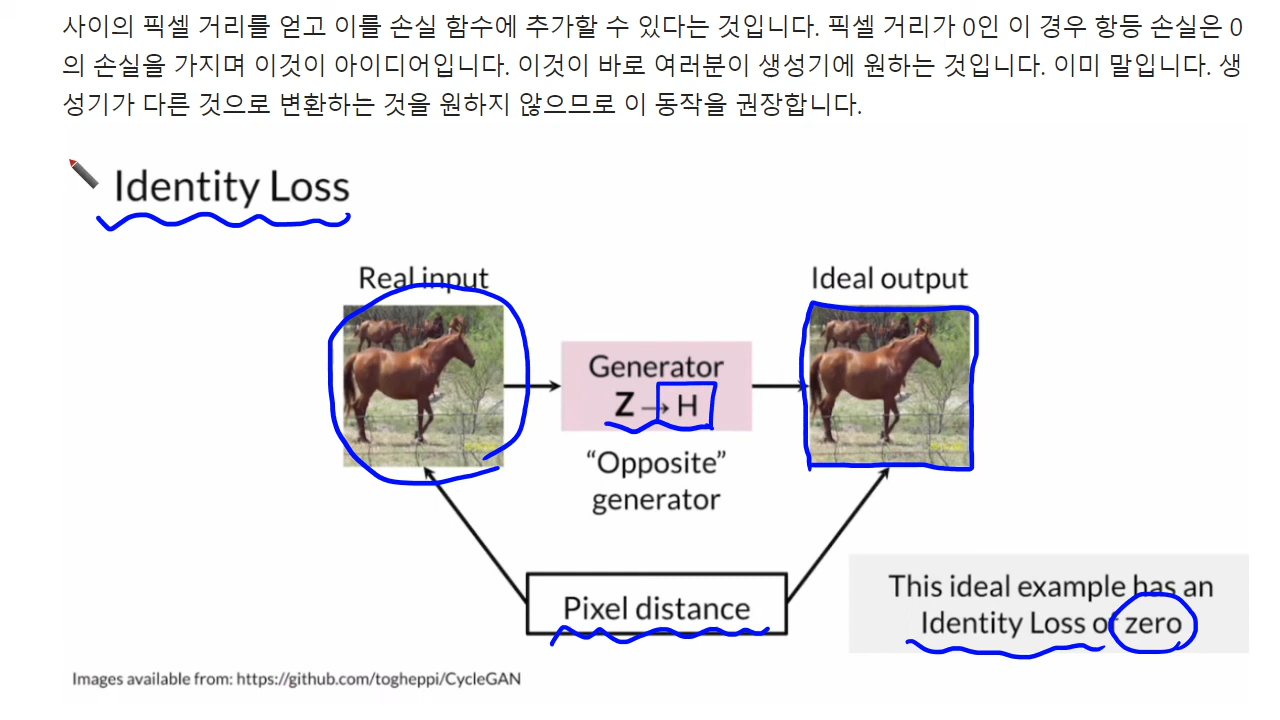 사이의 픽셀 거리를 얻고 이를 손실 함수에 추가할 수 있다는 것입니다. 픽셀 거리가 0인 이 경우 항등 손실은 0
의 손실을 가지며 이것이 아이디어입니다. 이것이 바로 여러분이 생성기에 원하는 것입니다. 이미 말입니다. 생
성기가 다른 것으로 변환하는 것을 원하지 않으므로 이 동작을 권장합니다.
Identity Loss
Real input
Ideal output
Generator
Z → H
“Opposite”
generator
Pixel distance
This ideal example has an
Identity Loss of zero
Images available from: https://github.com/togheppi/CycleGAN